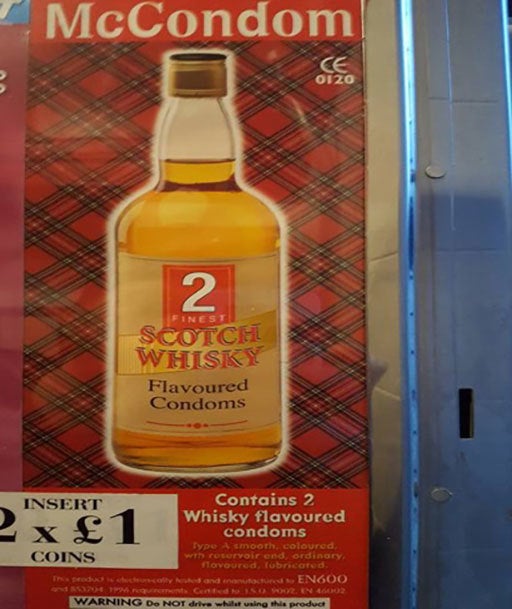 McCondom
CE
0120
2
FINEST
SCOTCH
WHISKY
Flavoured
Condoms
INSERT
2 x £1
COINS
Contains 2
Whisky flavoured
condoms
Type A smooth, coloured,
with reservoir end, ordinary,
flavoured, lubricated.
This product is electronically tested and manufactured to EN600
and BS3704: 1996 requirements. Certified to I.S.O. 9002, EN 46002
WARNING Do NOT drive whilst using this product